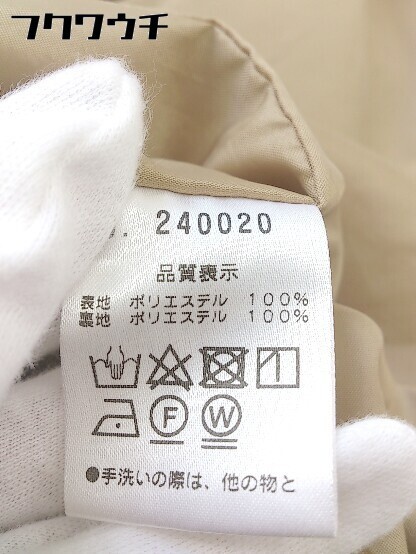 フクワウチ
. 240020
品質表示
表地 ポリエステル 100%
裏地 ポリエステル 100%
F W
●手洗いの際は、他の物と